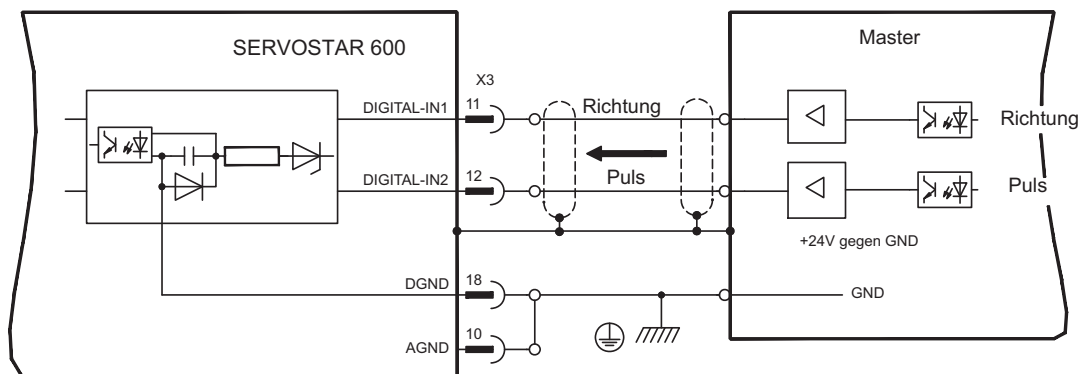 SERVOSTAR 600
Master
X3
DIGITAL-IN1
11
Richtung
Richtung
Puls
DIGITAL-IN2
12
Puls
+24V gegen GND
DGND
18
GND
AGND
10